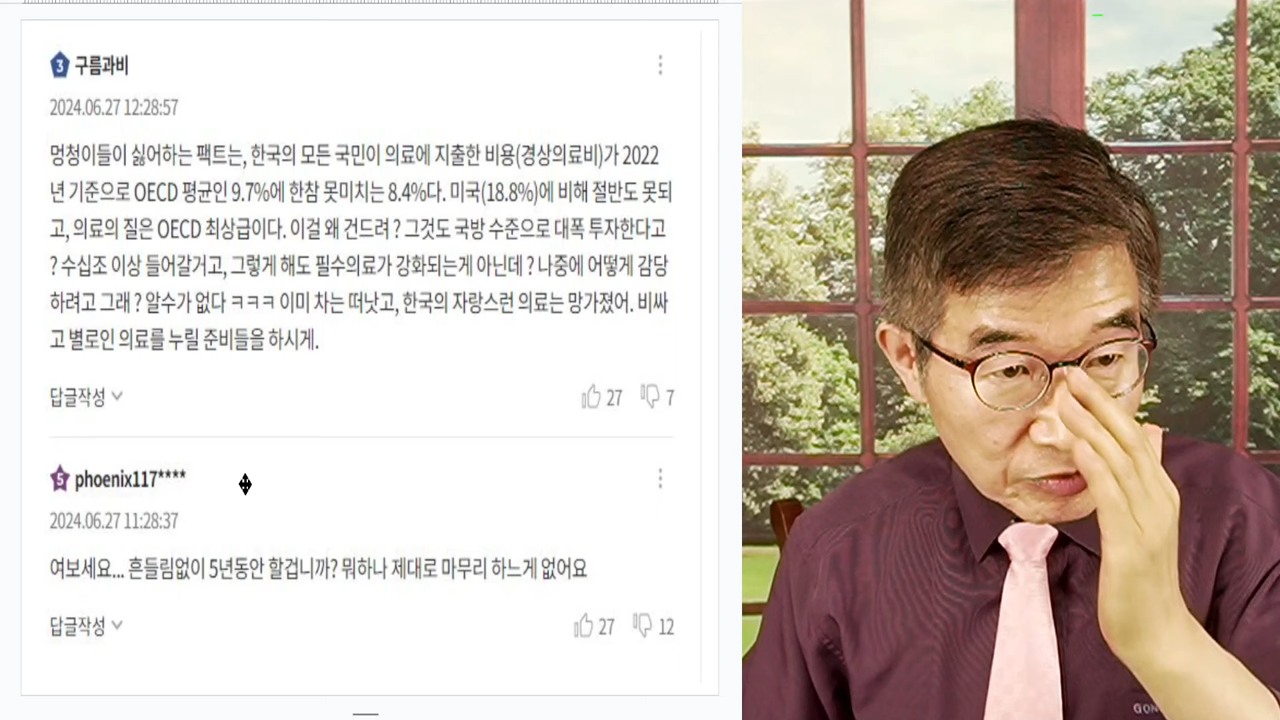 3 구름과비
2024.06.27 12:28:57
멍청이들이 싫어하는 팩트는, 한국의 모든 국민이 의료에 지출한 비용(경상의료비)가 2022
년 기준으로 OECD 평균인 9.7%에 한참 못미치는 8.4%다. 미국(18.8%)에 비해 절반도 못되
고, 의료의 질은 OECD 최상급이다. 이걸 왜 건드려 ? 그것도 국방 수준으로 대폭 투자한다고
? 수십조 이상 들어갈거고, 그렇게 해도 필수의료가 강화되는게 아닌데 ? 나중에 어떻게 감당
하려고 그래 ? 알수가 없다 ㅋㅋㅋ 이미 차는 떠낫고, 한국의 자랑스런 의료는 망가졌어. 비싸
고 별로인 의료를 누릴 준비들을 하시게.
답글작성
27 7
5 phoenix117****
2024.06.27 11:28:37
여보세요... 흔들림없이 5년동안 할겁니까? 뭐하나 제대로 마무리 하느게 없어요
답글작성
27 12